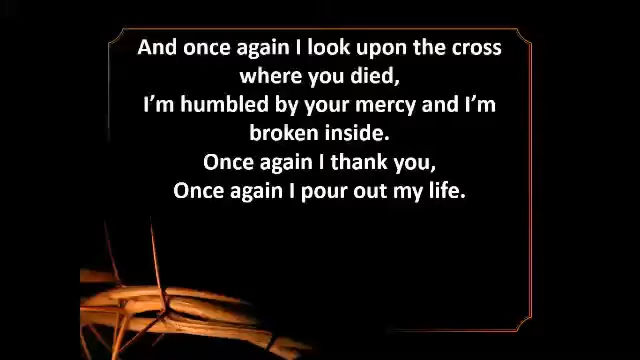 And once again I look upon the cross
where you died,
I’m humbled by your mercy and I’m
broken inside.
Once again I thank you,
Once again I pour out my life.